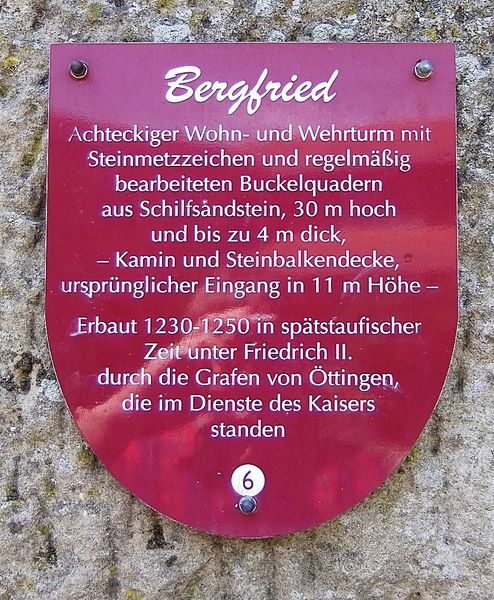 Bergfried
Achteckiger Wohn- und Wehrturm mit
Steinmetzzeichen und regelmäßig
bearbeiteten Buckelquadern
aus Schilfsandstein, 30 m hoch
und bis zu 4 m dick,
– Kamin und Steinbalkendecke,
ursprünglicher Eingang in 11 m Höhe –
Erbaut 1230-1250 in spätstaufischer
Zeit unter Friedrich II.
durch die Grafen von Öttingen,
die im Dienste des Kaisers
standen
6